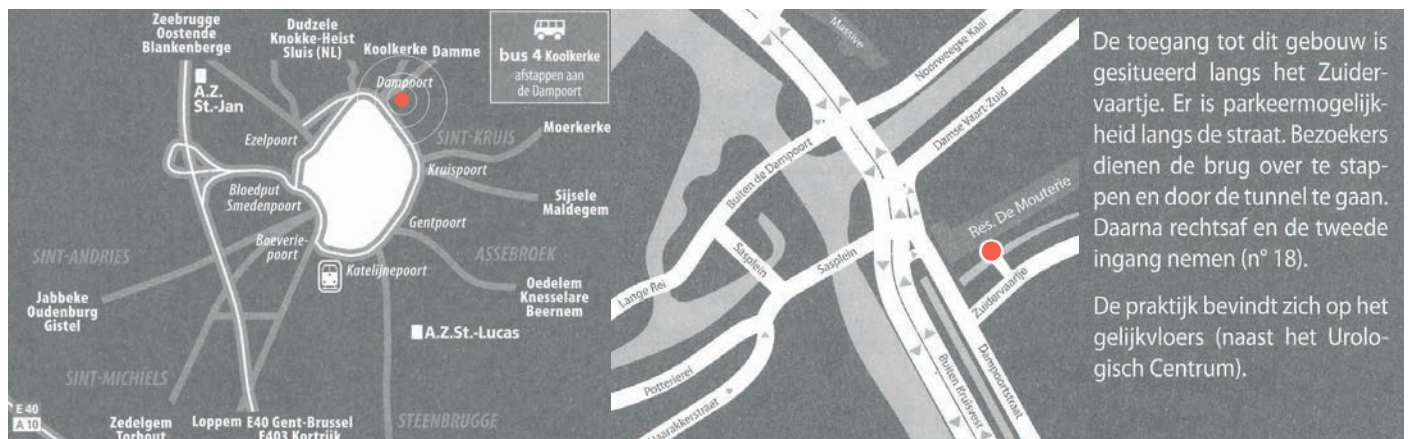 Zeebrugge
Oostende
Blankenberge
Dudzele
Knokke-Heist
Sluis (NL)
Koolkerke
Damme
Dampoort
bus 4 Koolkerke
afstappen aan
de Dampoort
A.Z.
St.-Jan
Ezelpoort
SINT-KRUIS
Moerkerke
Kruispoort
Bloedput
Smedenpoort
Sijsele
Maldegem
Gentpoort
Boeverie-
poort
SINT-ANDRIES
Katelijnepoort
ASSEBROEK
Jabbeke
Oudenburg
Gistel
Oedelem
Knesselare
Beernem
A.Z.St.-Lucas
SINT-MICHIELS
STEENBRUGGE
E 40
A 10
Zedelgem
Torhout
Loppem
E40 Gent-Brussel
E403 Kortrijk
Massive
Noorweegse Kaai
Damse Vaart-Zuid
Buiten de Dampoort
Res. De Mouterie
Sasplein
Sasplein
Lange Rei
Zuidervaartje
Potterierei
Buiten Kruisvest
Dampoortstraat
De toegang tot dit gebouw is
gesitueerd langs het Zuider-
vaartje. Er is parkeermogelijk-
heid langs de straat. Bezoekers
dienen de brug over te stap-
pen en door de tunnel te gaan.
Daarna rechtsaf en de tweede
ingang nemen (n° 18).
De praktijk bevindt zich op het
gelijkvloers (naast het Urolo-
gisch Centrum).